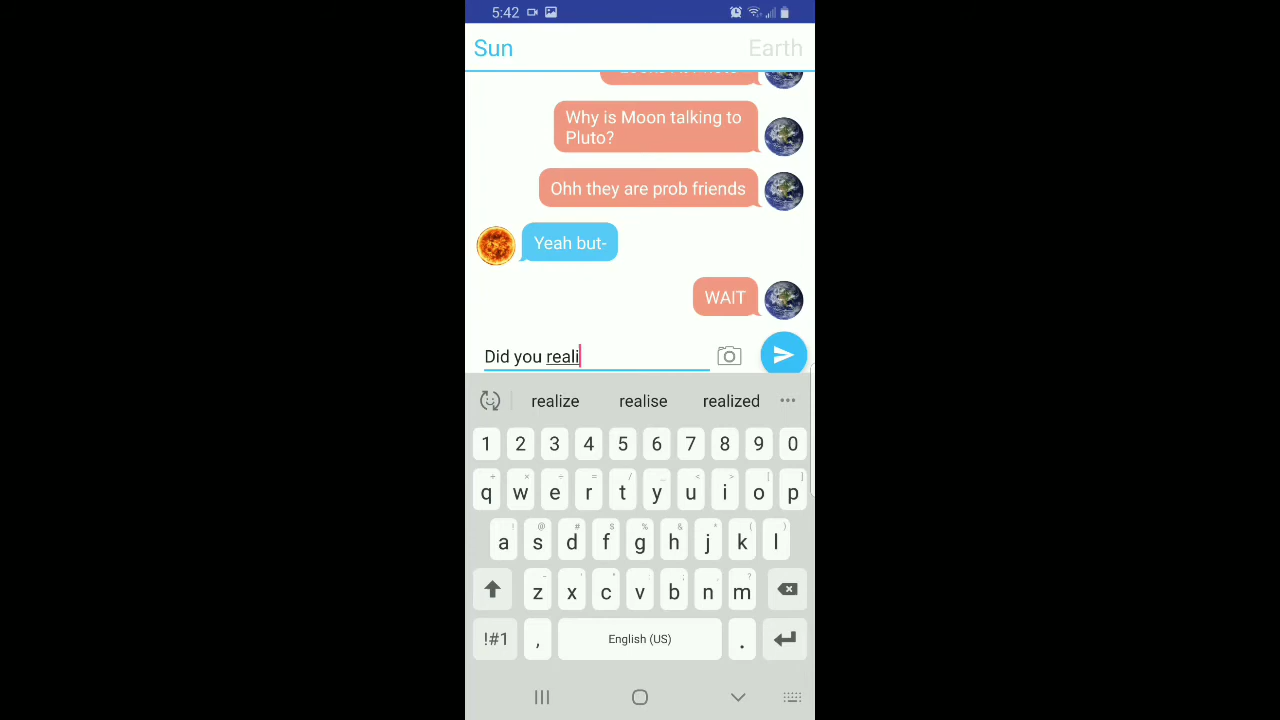 5:42
Sun Earth
Why is Moon talking to
Pluto?
Ohh they are prob friends
Yeah but-
WAIT
Did you reali
realize realise realized
1 2 3 4 5 6 7 8 9 0
q w e r t y u i o p
a s d f g h j k l
z x c v b n m
!#1 , English (US) .